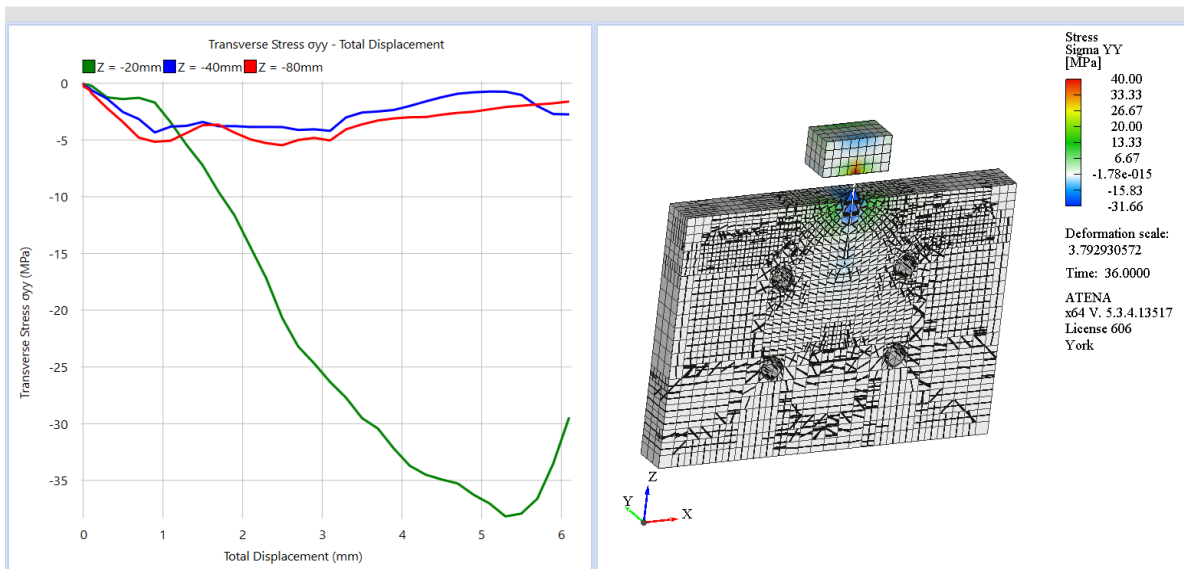 Transverse Stress σyy - Total Displacement
Z = -20mm Z = -40mm Z = -80mm
0
-5
-10
-15
-20
-25
-30
-35
Transverse Stress σyy (MPa)
0 1 2 3 4 5 6
Total Displacement (mm)
Stress
Sigma YY
[MPa]
40.00
33.33
26.67
20.00
13.33
6.67
-1.78e-015
-15.83
-31.66
Deformation scale:
3.792930572
Time: 36.0000
ATENA
x64 V. 5.3.4.13517
License 606
York
Z
Y
X